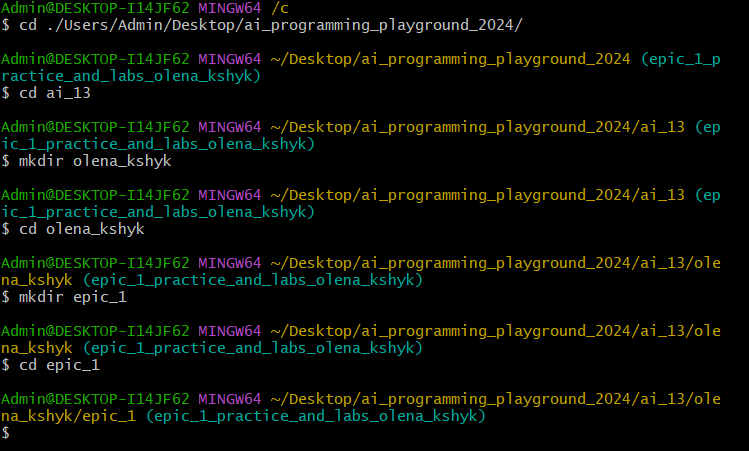 Admin@DESKTOP-I14JF62 MINGW64 /c
$ cd ./Users/Admin/Desktop/ai_programming_playground_2024/
Admin@DESKTOP-I14JF62 MINGW64 ~/Desktop/ai_programming_playground_2024 (epic_1_p
ractice_and_labs_olena_kshyk)
$ cd ai_13
Admin@DESKTOP-I14JF62 MINGW64 ~/Desktop/ai_programming_playground_2024/ai_13 (ep
ic_1_practice_and_labs_olena_kshyk)
$ mkdir olena_kshyk
Admin@DESKTOP-I14JF62 MINGW64 ~/Desktop/ai_programming_playground_2024/ai_13 (ep
ic_1_practice_and_labs_olena_kshyk)
$ cd olena_kshyk
Admin@DESKTOP-I14JF62 MINGW64 ~/Desktop/ai_programming_playground_2024/ai_13/ole
na_kshyk (epic_1_practice_and_labs_olena_kshyk)
$ mkdir epic_1
Admin@DESKTOP-I14JF62 MINGW64 ~/Desktop/ai_programming_playground_2024/ai_13/ole
na_kshyk (epic_1_practice_and_labs_olena_kshyk)
$ cd epic_1
Admin@DESKTOP-I14JF62 MINGW64 ~/Desktop/ai_programming_playground_2024/ai_13/ole
na_kshyk/epic_1 (epic_1_practice_and_labs_olena_kshyk)
$